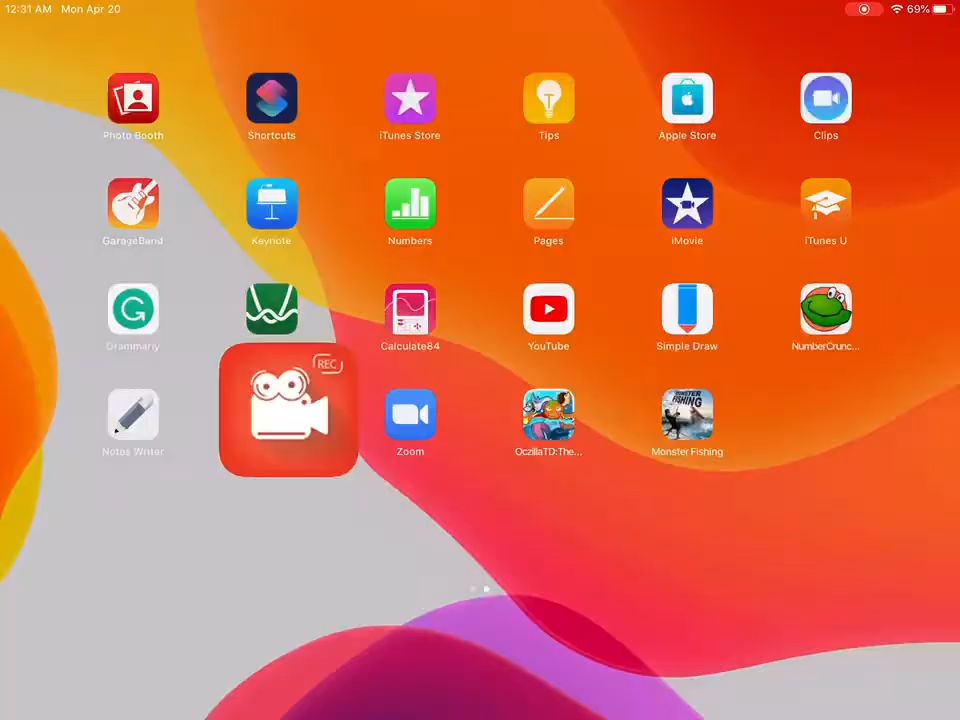 12:31 AM Mon Apr 20 69%
Photo Booth Shortcuts iTunes Store Tips Apple Store Clips
GarageBand Keynote Numbers Pages iMovie iTunes U
Grammarly Calculate84 YouTube Simple Draw NumberCrunc...
REC
Notes Writer Zoom OczillaTD:The... Monster Fishing
MONSTER
FISHING